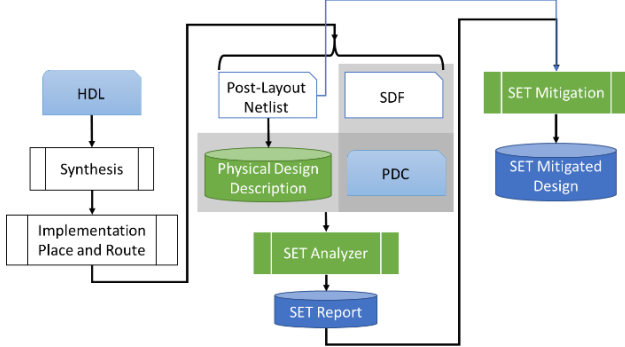 HDL
Synthesis
Implementation
Place and Route
Post-Layout
Netlist
SDF
Physical Design
Description
PDC
SET Analyzer
SET Report
SET Mitigation
SET Mitigated
Design